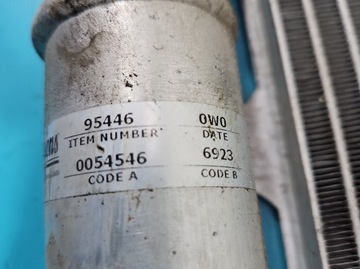 95446 0W0
ITEM NUMBER DATE
0054546 6923
CODE A CODE B